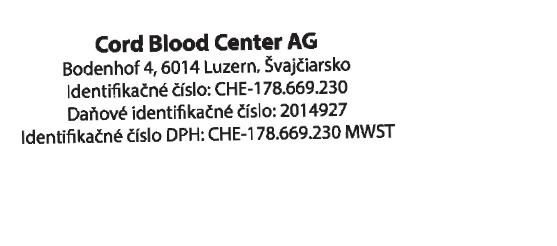 Cord Blood Center AG
Bodenhof 4, 6014 Luzern, Švajčiarsko
Identifikačné číslo: CHE-178.669.230
Daňové identifikačné číslo: 2014927
Identifikačné číslo DPH: CHE-178.669.230 MWST